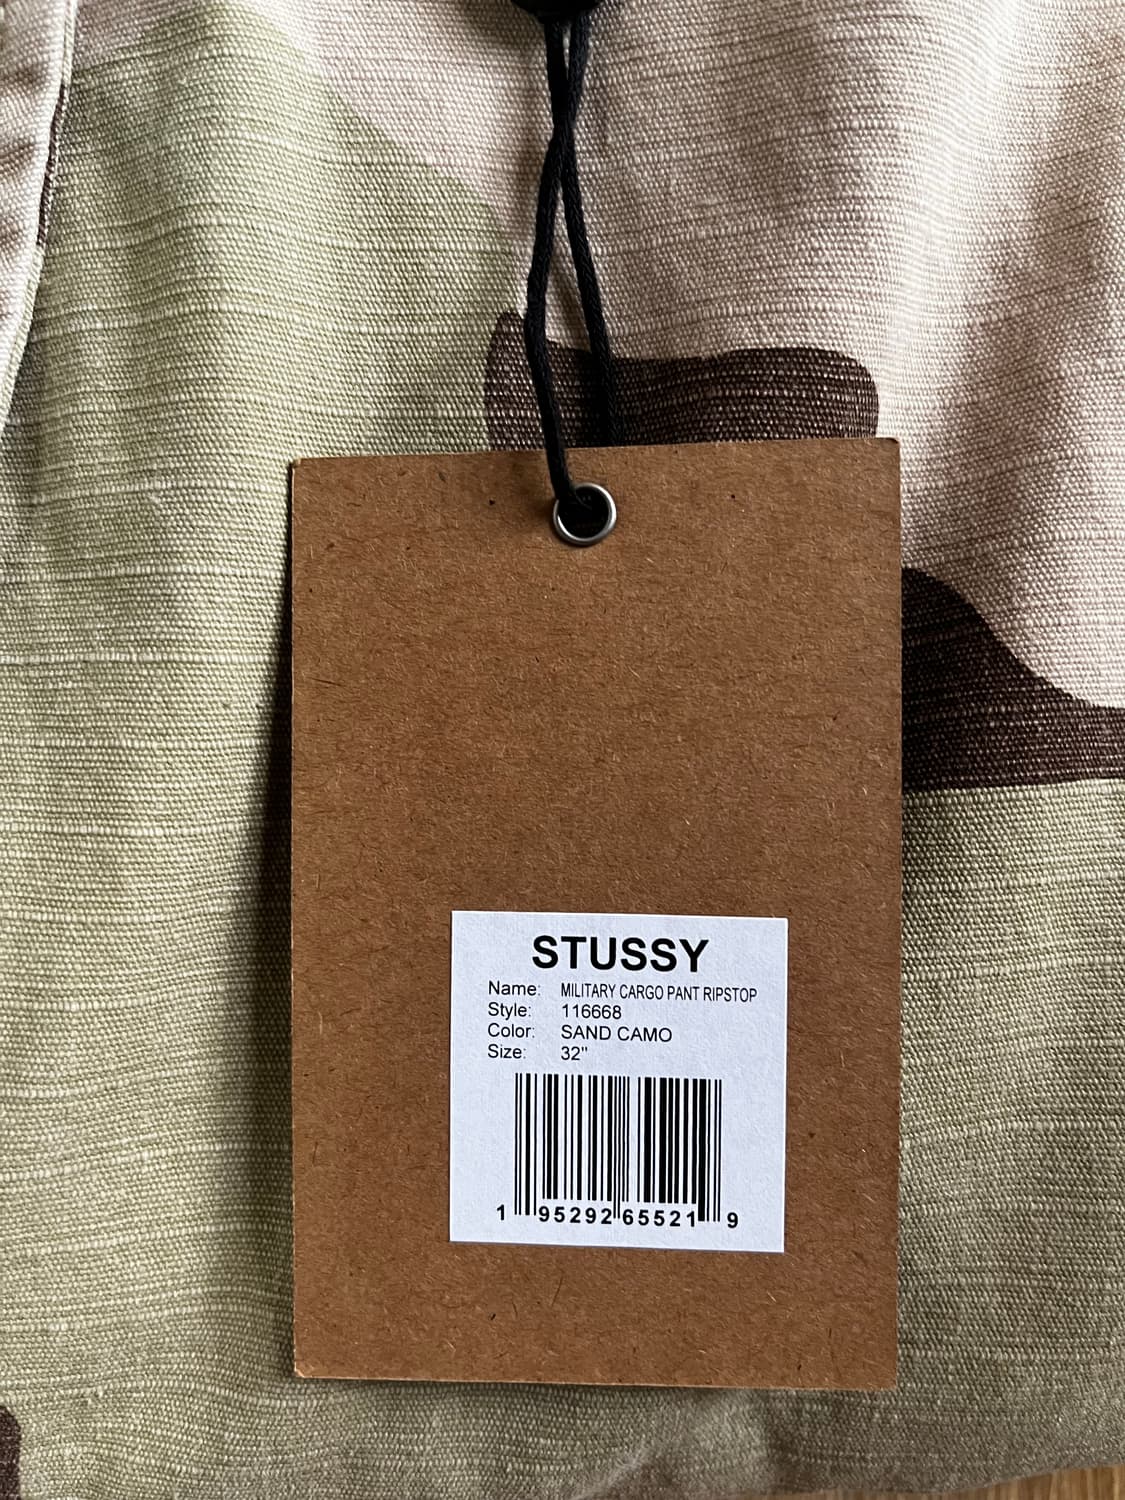 STUSSY
Name: MILITARY CARGO PANT RIPSTOP
Style: 116668
Color: SAND CAMO
Size: 32"
1 95292 65521 9